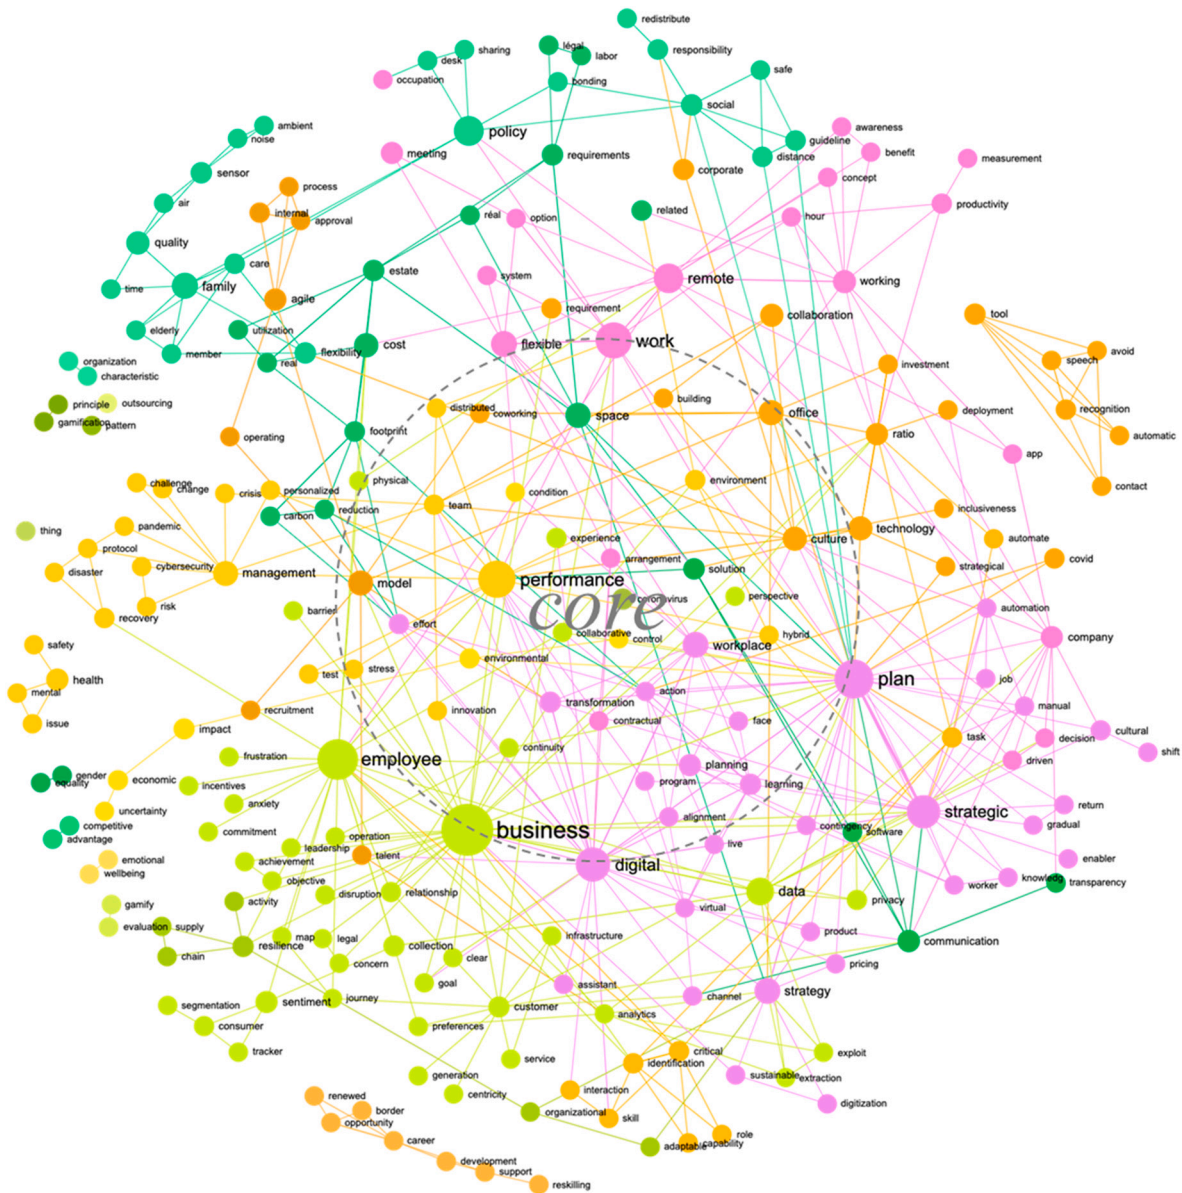 redistribute
légal
sharing
responsibility
labor
desk
safe
occupation
bonding
social
ambient
policy
awareness
noise
guideline
meeting
requirements
distance
benefit
measurement
sensor
corporate
concept
process
air
internal
approval
réal
option
related
hour
productivity
quality
care
estate
system
remote
working
time
family
agile
requirement
collaboration
tool
elderly
utilization
member
flexibility
cost
flexible
work
avoid
organization
real
speech
characteristic
investment
principle
outsourcing
distributed
coworking
space
building
office
deployment
recognition
gamification
pattern
operating
footprint
ratio
automatic
app
challenge
change
crisis
personalized
physical
condition
environment
contact
thing
pandemic
carbon
reduction
team
inclusiveness
protocol
experience
culture
technology
automate
disaster
cybersecurity
management
model
performance
arrangement
solution
strategical
covid
core
coronavirus
perspective
recovery
risk
barrier
effort
collaborative
control
hybrid
automation
company
safety
environmental
workplace
health
test
stress
plan
mental
action
job
issue
recruitment
innovation
transformation
contractual
face
manual
impact
task
decision
cultural
frustration
employee
continuity
planning
driven
shift
gender
equality
economic
incentives
program
learning
anxiety
uncertainty
alignment
strategic
return
competitive
advantage
commitment
operation
business
contingency
software
gradual
leadership
live
emotional
wellbeing
achievement
talent
digital
enabler
objective
disruption
relationship
data
worker
knowledg
transparency
gamify
activity
virtual
privacy
evaluation
supply
map
legal
collection
infrastructure
product
communication
chain
resilience
concern
clear
pricing
goal
assistant
channel
strategy
segmentation
sentiment
journey
customer
analytics
consumer
preferences
tracker
service
identification
critical
exploit
generation
interaction
sustainable
extraction
renewed
centricity
digitization
border
opportunity
organizational
skill
career
adaptable
capability
role
development
support
reskilling